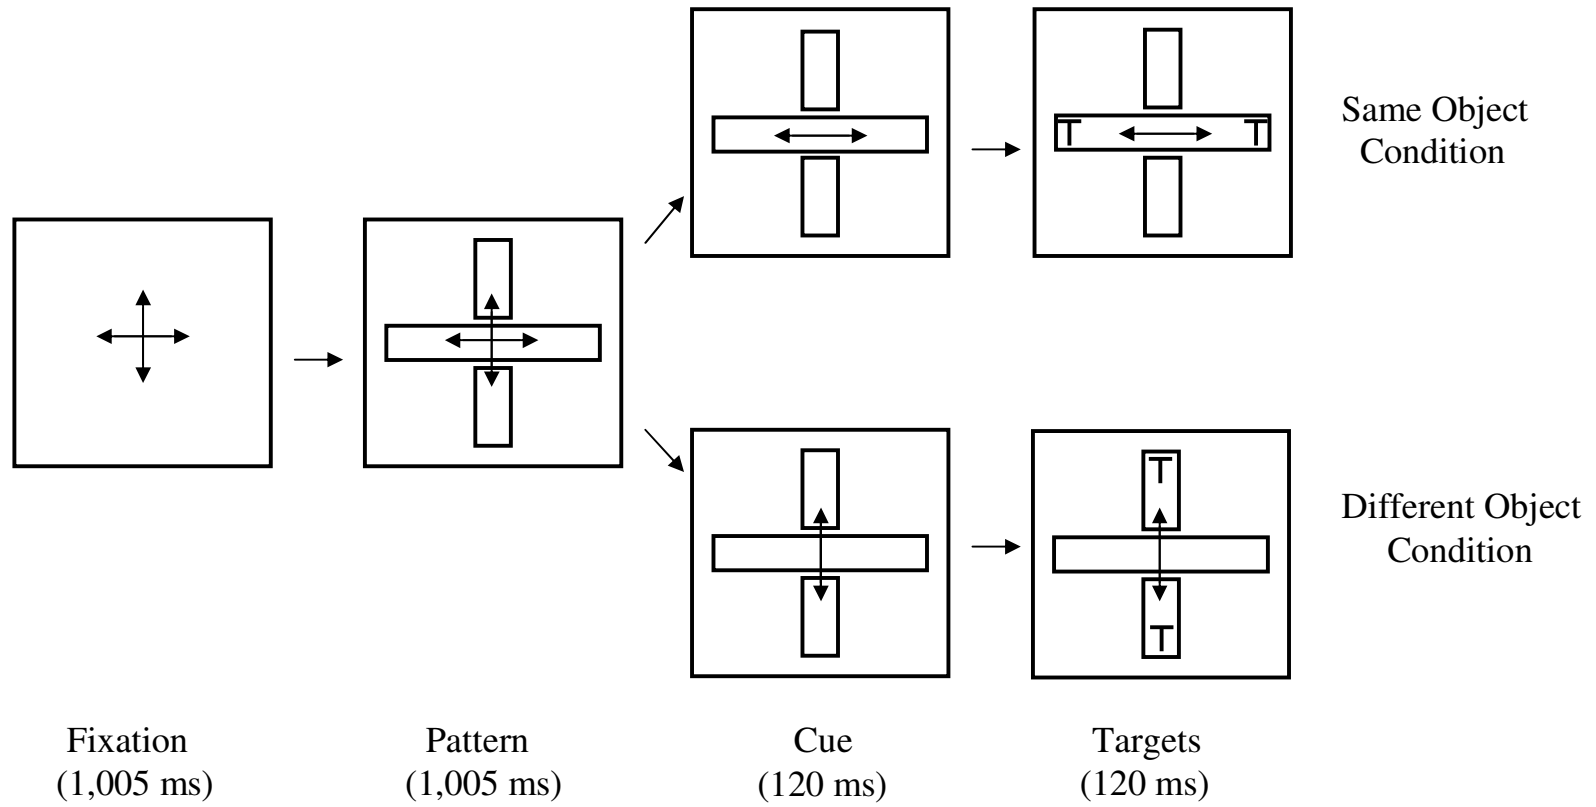 T T
Same Object
Condition
T
T
Different Object
Condition
Fixation
(1,005 ms)
Pattern
(1,005 ms)
Cue
(120 ms)
Targets
(120 ms)